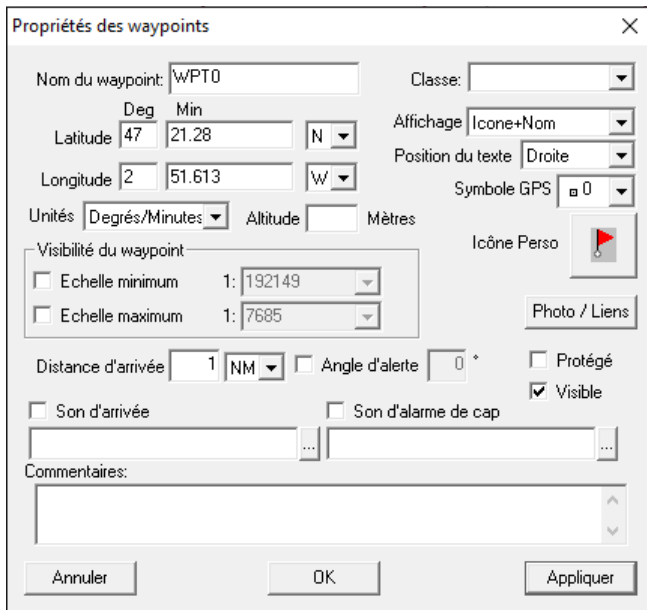 Propriétés des waypoints
Nom du waypoint: WPT0 Classe:
Deg Min
Latitude 47 21.28 N Affichage Icone+Nom
Position du texte Droite
Longitude 2 51.613 W Symbole GPS 0
Unités Degrés/Minutes Altitude Mètres
Icône Perso
Visibilité du waypoint
Echelle minimum 1: 192149
Echelle maximum 1: 7685 Photo / Liens
Distance d'arrivée 1 NM Angle d'alerte 0 ° Protégé
Visible
Son d'arrivée Son d'alarme de cap
... ...
Commentaires:
Annuler OK Appliquer